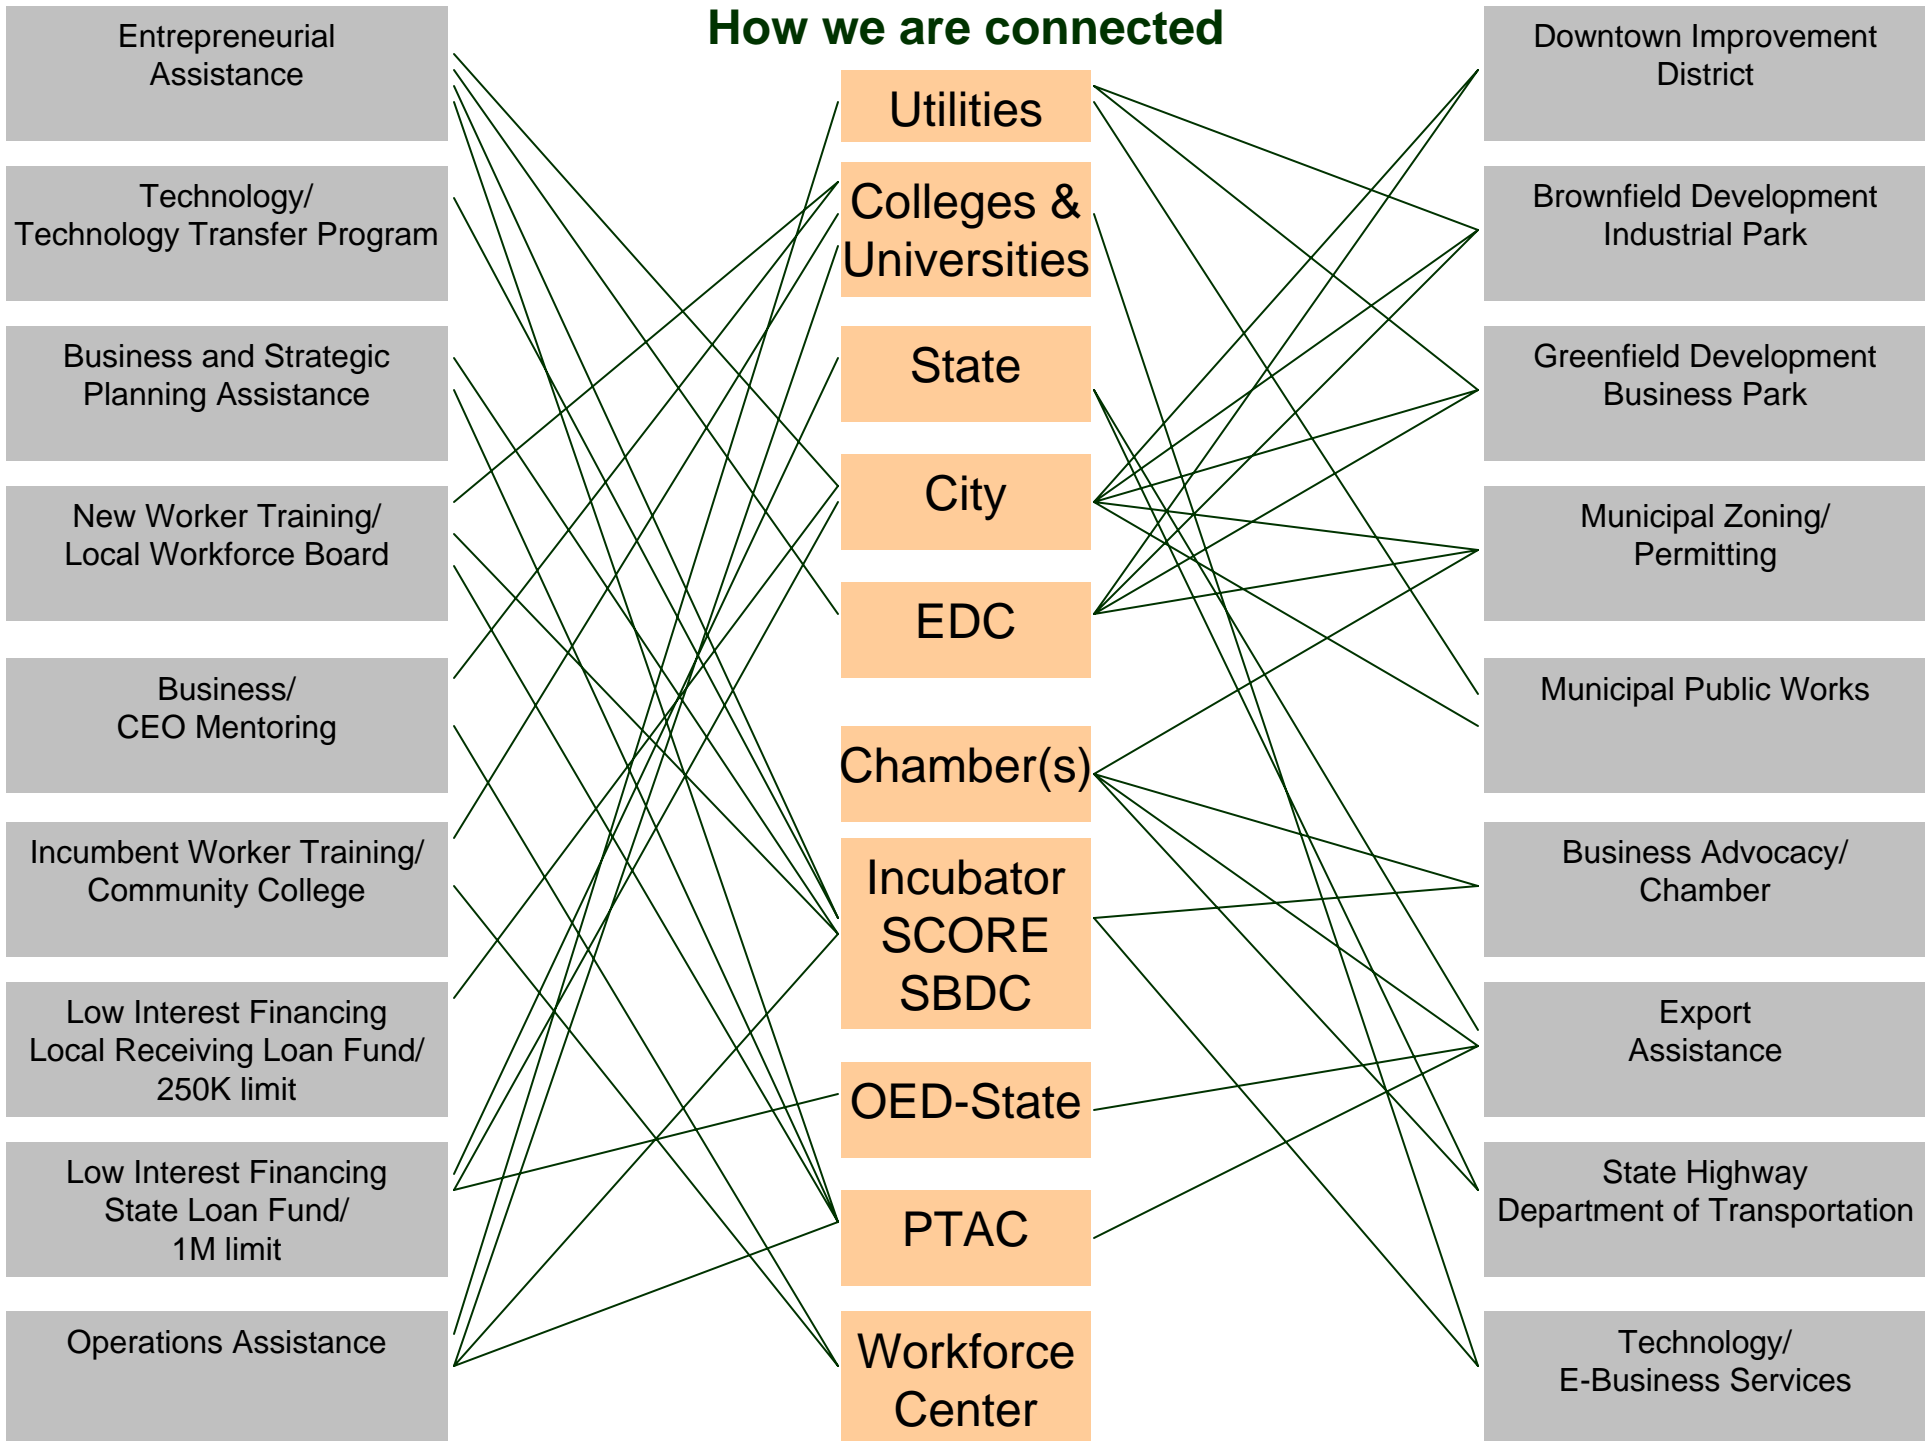 How we are connected
Entrepreneurial
Assistance
Technology/
Technology Transfer Program
Business and Strategic
Planning Assistance
New Worker Training/
Local Workforce Board
Business/
CEO Mentoring
Incumbent Worker Training/
Community College
Low Interest Financing
Local Receiving Loan Fund/
250K limit
Low Interest Financing
State Loan Fund/
1M limit
Operations Assistance
Utilities
Colleges &
Universities
State
City
EDC
Chamber(s)
Incubator
SCORE
SBDC
OED-State
PTAC
Workforce
Center
Downtown Improvement
District
Brownfield Development
Industrial Park
Greenfield Development
Business Park
Municipal Zoning/
Permitting
Municipal Public Works
Business Advocacy/
Chamber
Export
Assistance
State Highway
Department of Transportation
Technology/
E-Business Services